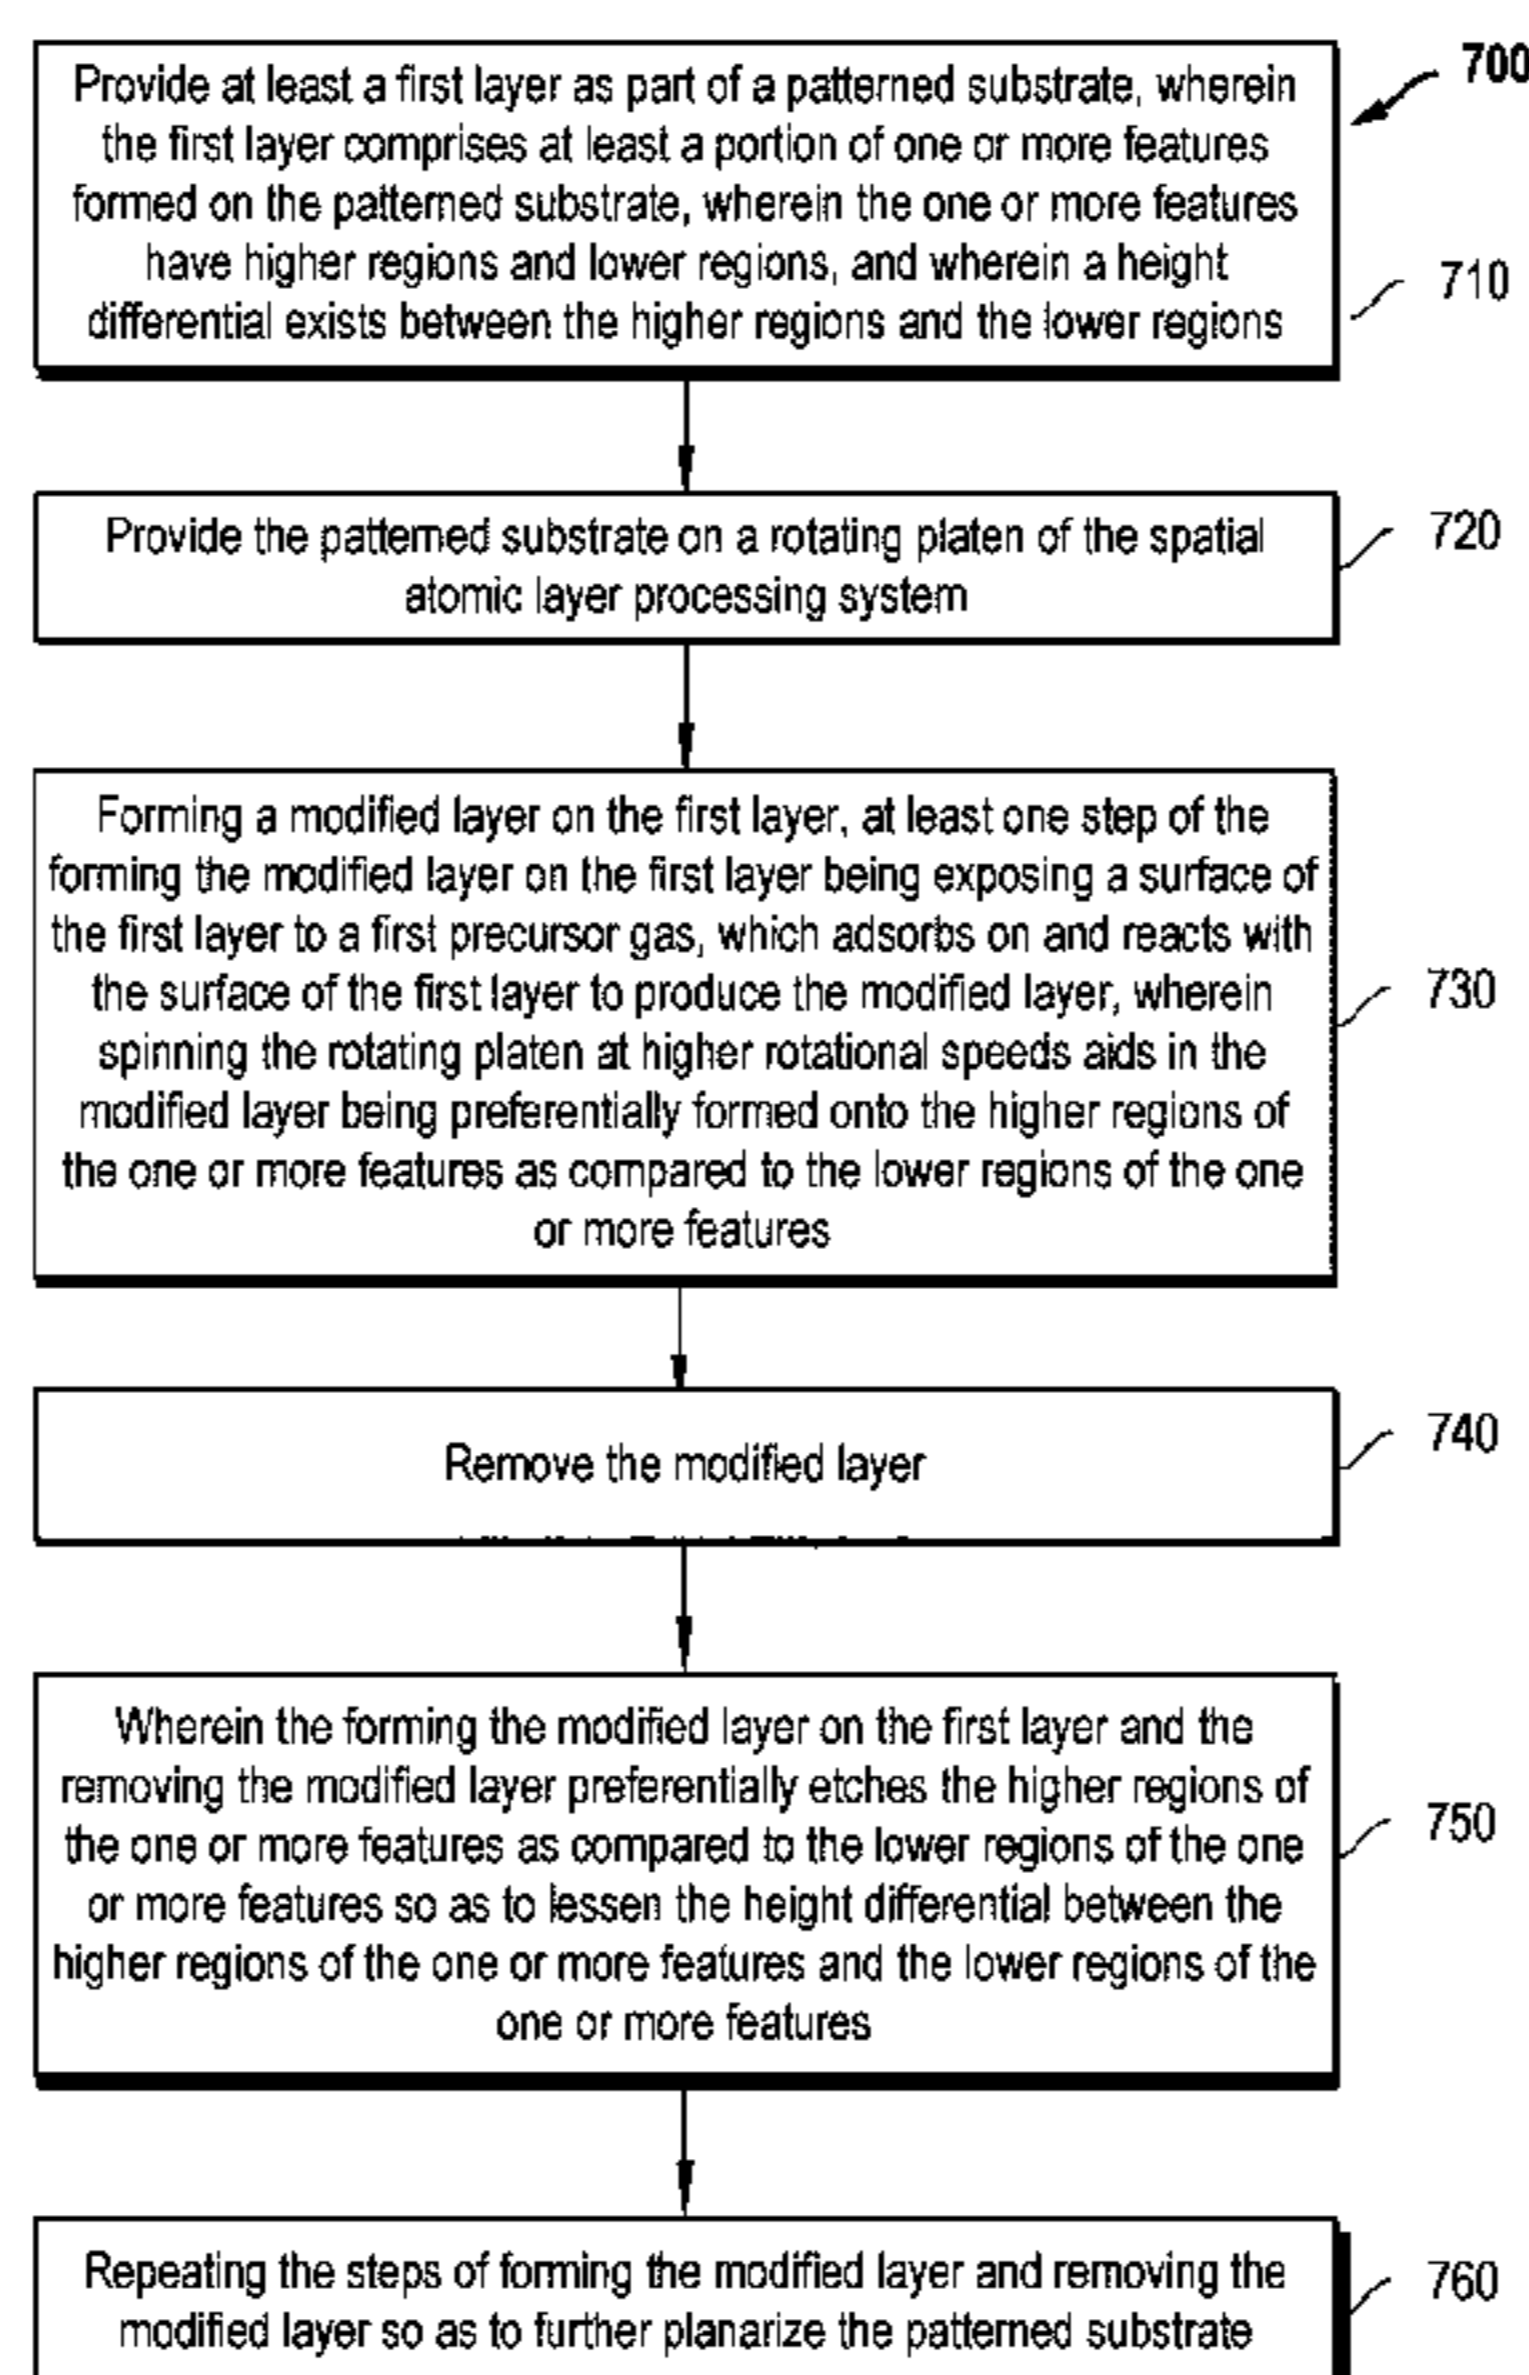 700
Provide at least a first layer as part of a patterned substrate, wherein
the first layer comprises at least a portion of one or more features
formed on the patterned substrate, wherein the one or more features
have higher regions and lower regions, and wherein a height
differential exists between the higher regions and the lower regions
710
Provide the patterned substrate on a rotating platen of the spatial
atomic layer processing system
720
Forming a modified layer on the first layer, at least one step of the
forming the modified layer on the first layer being exposing a surface of
the first layer to a first precursor gas, which adsorbs on and reacts with
the surface of the first layer to produce the modified layer, wherein
spinning the rotating platen at higher rotational speeds aids in the
modified layer being preferentially formed onto the higher regions of
the one or more features as compared to the lower regions of the one
or more features
730
Remove the modified layer
740
Wherein the forming the modified layer on the first layer and the
removing the modified layer preferentially etches the higher regions of
the one or more features as compared to the lower regions of the one
or more features so as to lessen the height differential between the
higher regions of the one or more features and the lower regions of the
one or more features
750
Repeating the steps of forming the modified layer and removing the
modified layer so as to further planarize the patterned substrate
760